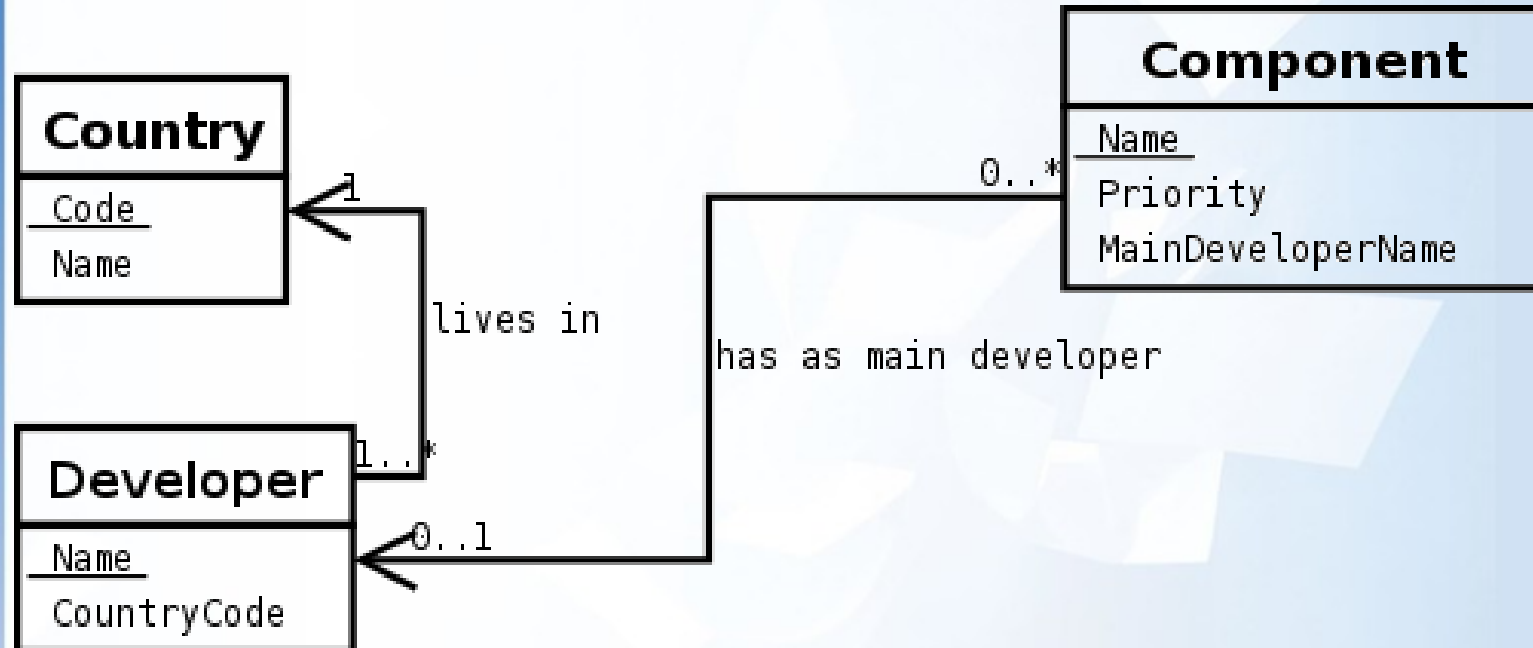 Component
Name
Priority
MainDeveloperName
0..*
Country
Code
Name
1
lives in
has as main developer
1..*
Developer
Name
CountryCode
0..1